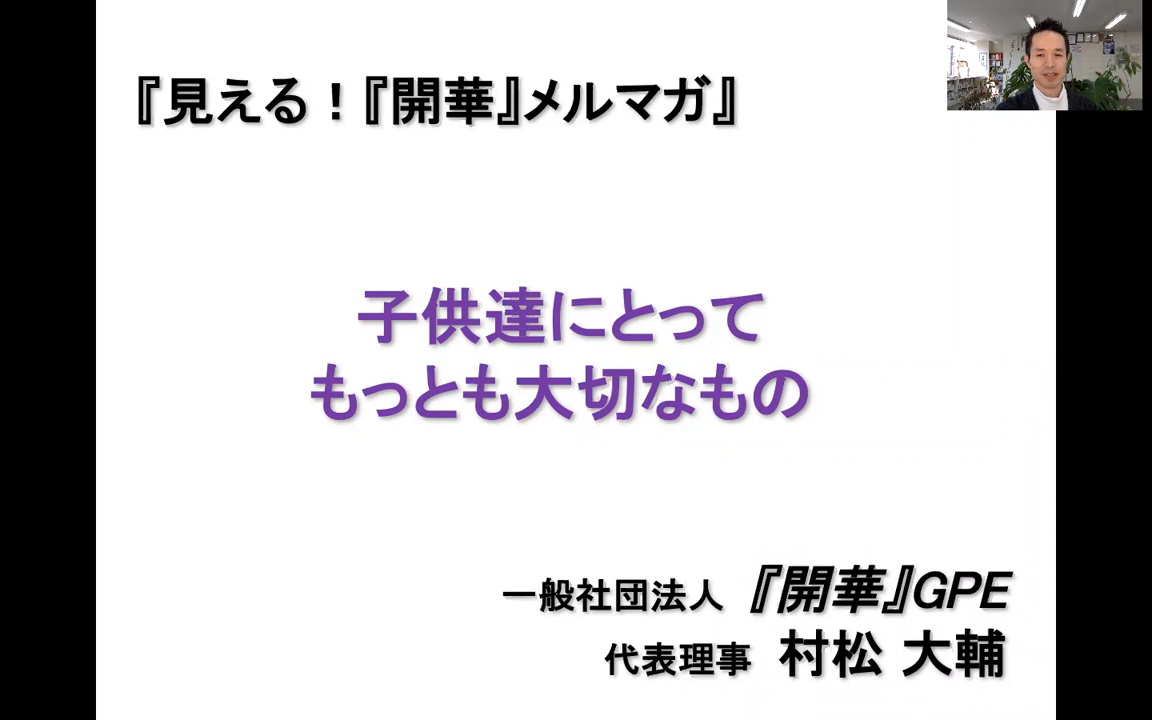 『見える！『開華』メルマガ』
子供達にとって
もっとも大切なもの
一般社団法人 『開華』GPE
代表理事 村松 大輔